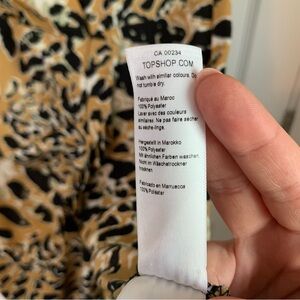 CA 00234
TOPSHOP.COM
Wash with similar colours. Do
not tumble dry.
Fabriqué au Maroc
100% Polyester
Laver avec des couleurs
similaires. Ne pas faire sécher
au sèche-linge.
Hergestellt in Marokko
100% Polyester
Mit ähnlichen Farben waschen
Nicht im Wäschetrockner
trocknen
Fabricado en Marruecos
100% Polyester